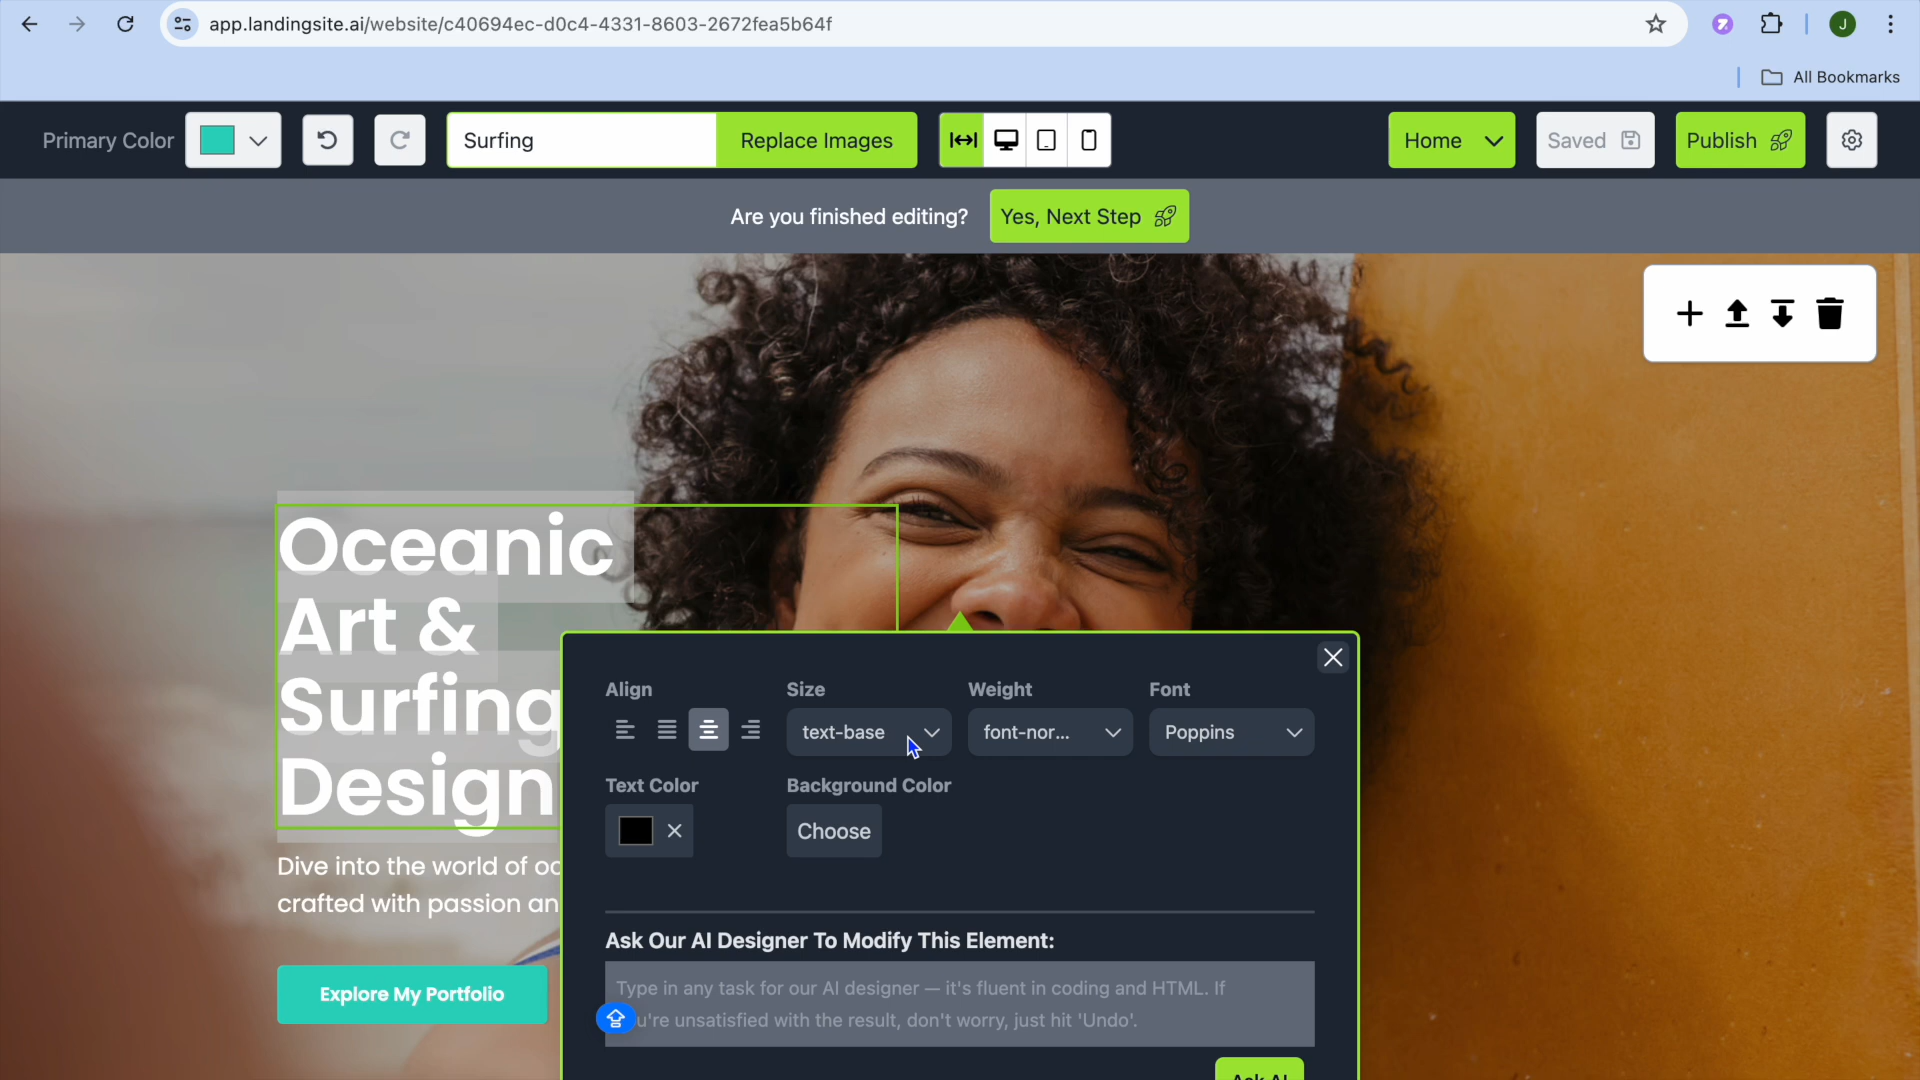 app.landingsite.ai/website/c40694ec-d0c4-4331-8603-2672fea5b64f
J
All Bookmarks
Primary Color
Surfing
Replace Images
Home
Saved
Publish
Are you finished editing?
Yes, Next Step
Oceanic
Art &
Surfing
Design
Align
Size
Weight
Font
text-base
font-nor...
Poppins
Text Color
Background Color
Choose
Dive into the world of oc
crafted with passion an
Explore My Portfolio
Ask Our AI Designer To Modify This Element:
Type in any task for our AI designer — it's fluent in coding and HTML. If
u're unsatisfied with the result, don't worry, just hit 'Undo'.
Ask AI